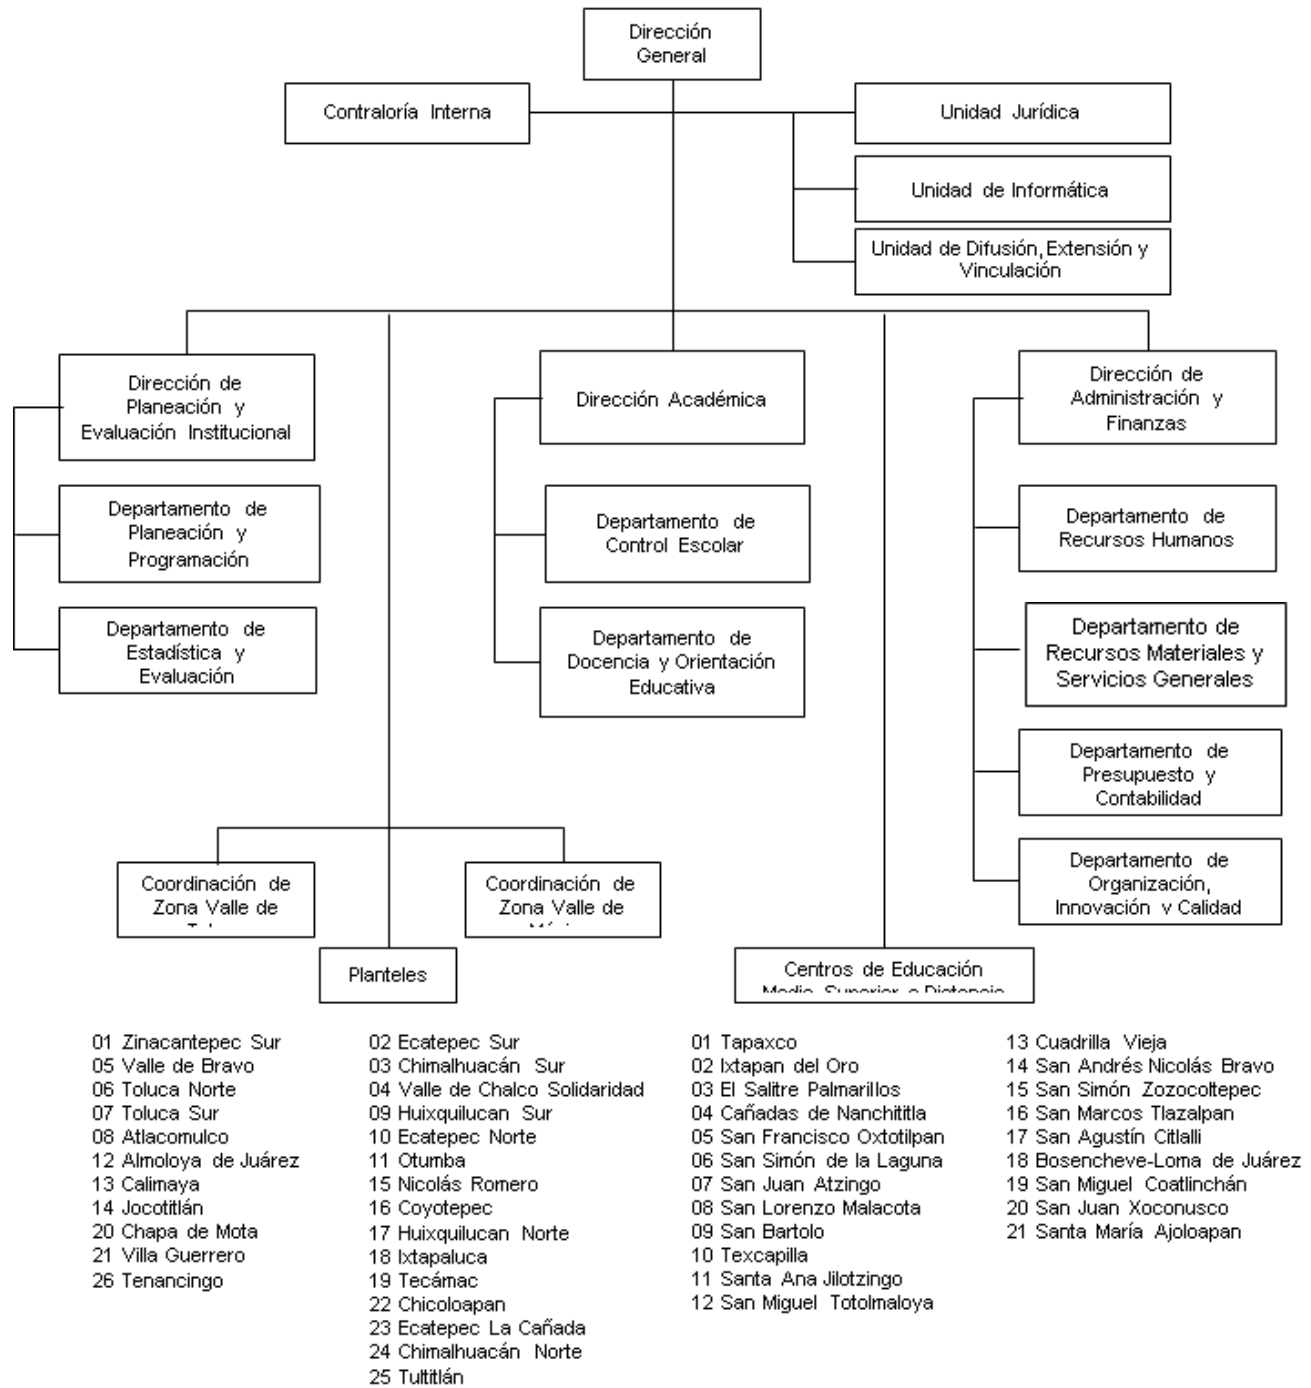 Dirección
General
Contraloría Interna
Unidad Jurídica
Unidad de Informática
Unidad de Difusión, Extensión y
Vinculación
Dirección de
Planeación y
Evaluación Institucional
Departamento de
Planeación y
Programación
Departamento de
Estadística y
Evaluación
Dirección Académica
Departamento de
Control Escolar
Departamento de
Docencia y Orientación
Educativa
Dirección de
Administración y
Finanzas
Departamento de
Recursos Humanos
Departamento de
Recursos Materiales y
Servicios Generales
Departamento de
Presupuesto y
Contabilidad
Departamento de
Organización,
Innovación y Calidad
Coordinación de
Zona Valle de
Coordinación de
Zona Valle de
Planteles
Centros de Educación
Media Superior a Distancia
01 Zinacantepec Sur
05 Valle de Bravo
06 Toluca Norte
07 Toluca Sur
08 Atlacomulco
12 Almoloya de Juárez
13 Calimaya
14 Jocotitlán
20 Chapa de Mota
21 Villa Guerrero
26 Tenancingo
02 Ecatepec Sur
03 Chimalhuacán Sur
04 Valle de Chalco Solidaridad
09 Huixquilucan Sur
10 Ecatepec Norte
11 Otumba
15 Nicolás Romero
16 Coyotepec
17 Huixquilucan Norte
18 Ixtapaluca
19 Tecámac
22 Chicoloapan
23 Ecatepec La Cañada
24 Chimalhuacán Norte
25 Tultitlán
01 Tapaxco
02 Ixtapan del Oro
03 El Salitre Palmarillos
04 Cañadas de Nanchititla
05 San Francisco Oxtotilpan
06 San Simón de la Laguna
07 San Juan Atzingo
08 San Lorenzo Malacota
09 San Bartolo
10 Texcapilla
11 Santa Ana Jilotzingo
12 San Miguel Totolmaloya
13 Cuadrilla Vieja
14 San Andrés Nicolás Bravo
15 San Simón Zozocoltepec
16 San Marcos Tlazalpan
17 San Agustín Citlalli
18 Bosencheve-Loma de Juárez
19 San Miguel Coatlinchán
20 San Juan Xoconusco
21 Santa María Ajoloapan